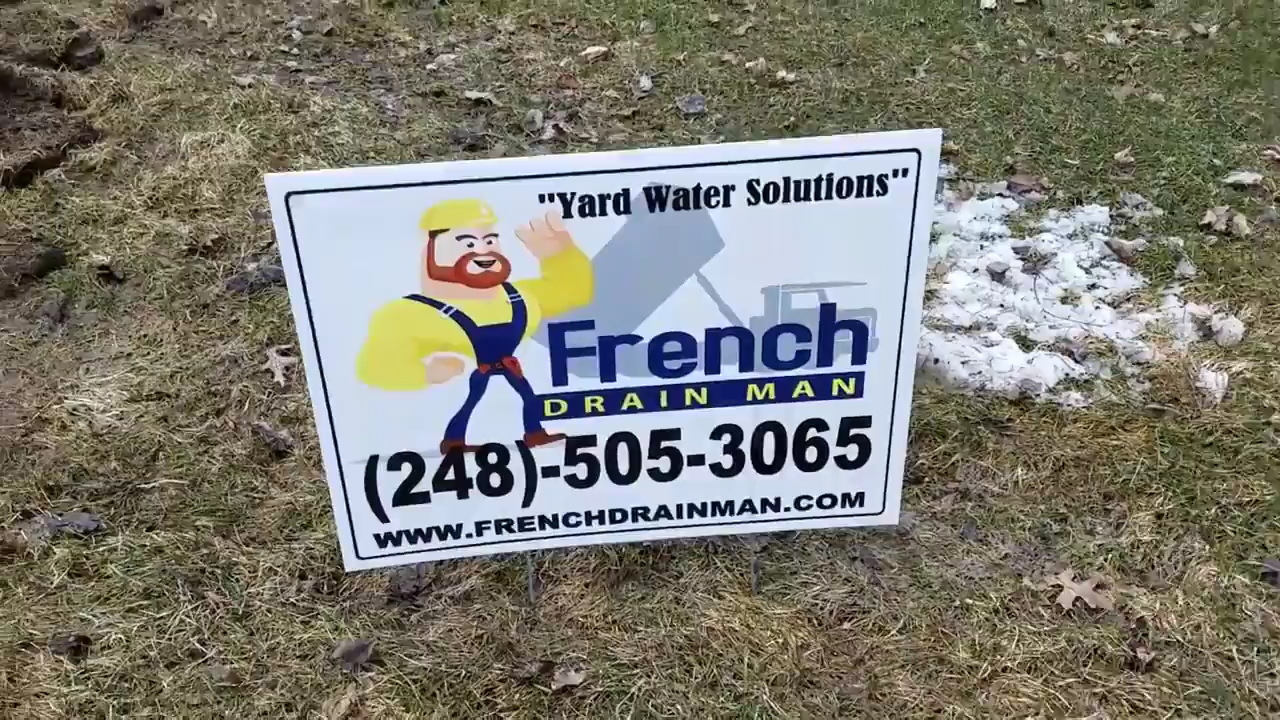 "Yard Water Solutions"
French
DRAIN MAN
(248)-505-3065
WWW.FRENCHDRAINMAN.COM